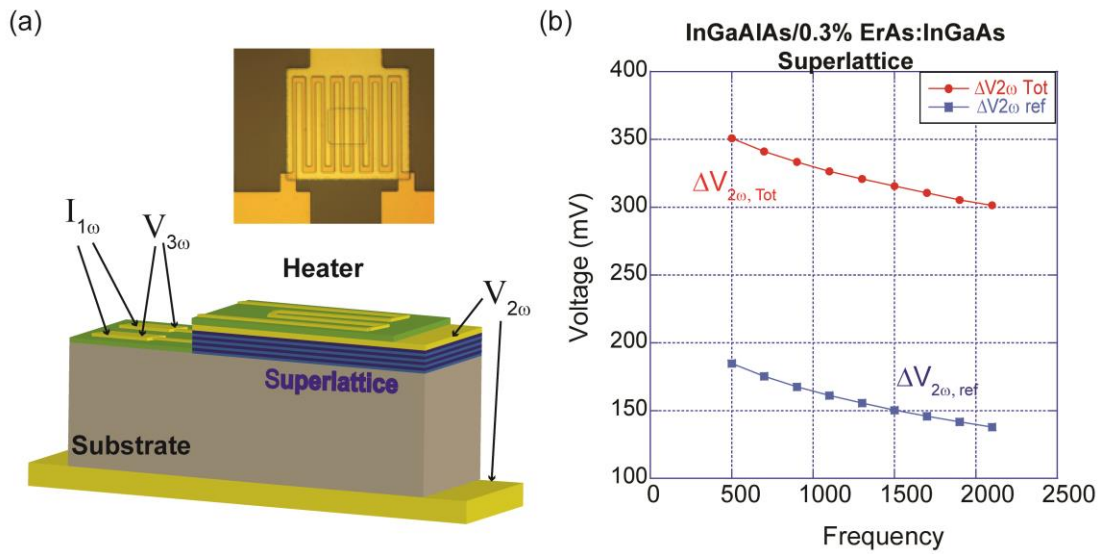 (a)
I1ω
V3ω
Heater
V2ω
Superlattice
Substrate
(b)
InGaAlAs/0.3% ErAs:InGaAs
Superlattice
400
350
300
250
200
150
100
Voltage (mV)
ΔV2ω Tot
ΔV2ω ref
ΔV2ω, Tot
ΔV2ω, ref
0
500
1000
1500
2000
2500
Frequency